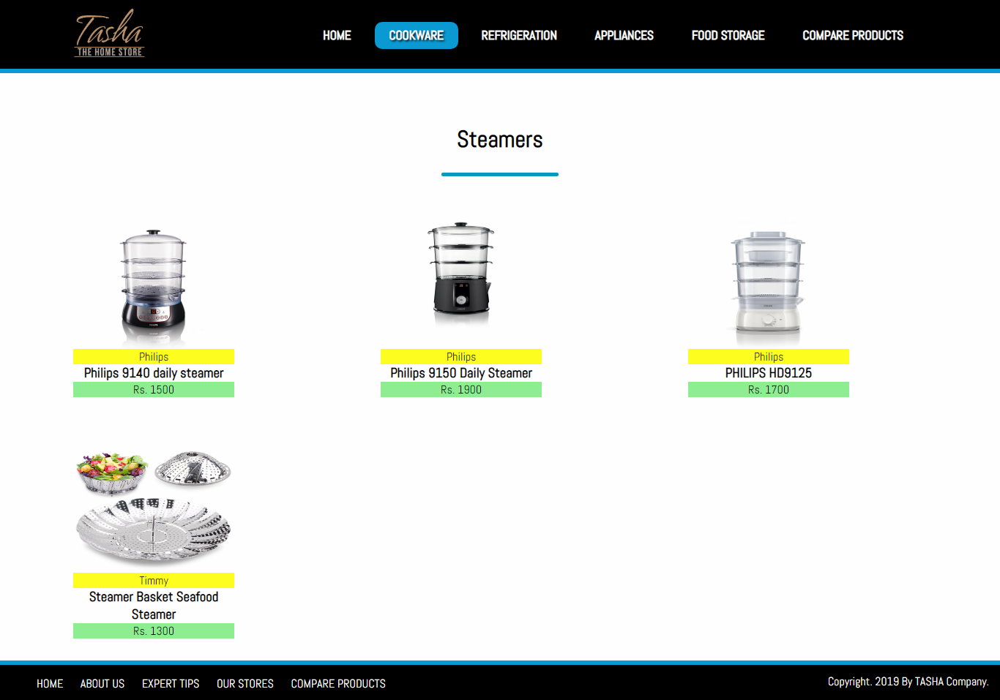 Tasha
THE HOME STORE
HOME COOKWARE REFRIGERATION APPLIANCES FOOD STORAGE COMPARE PRODUCTS
Steamers
Philips
Philips 9140 daily steamer
Rs. 1500
Philips
Philips 9150 Daily Steamer
Rs. 1900
Philips
PHILIPS HD9125
Rs. 1700
Timmy
Steamer Basket Seafood
Steamer
Rs. 1300
HOME ABOUT US EXPERT TIPS OUR STORES COMPARE PRODUCTS
Copyright. 2019 By TASHA Company.